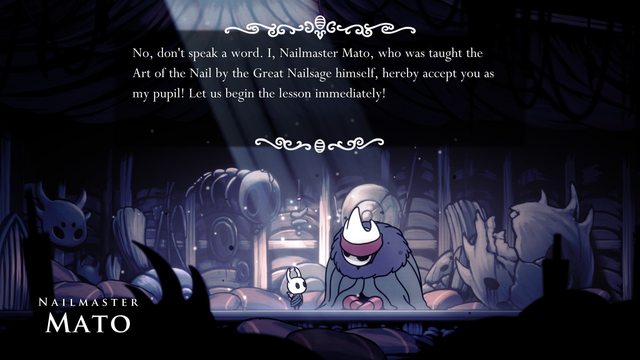 No, don't speak a word. I, Nailmaster Mato, who was taught the
Art of the Nail by the Great Nailsage himself, hereby accept you as
my pupil! Let us begin the lesson immediately!
Nailmaster
Mato